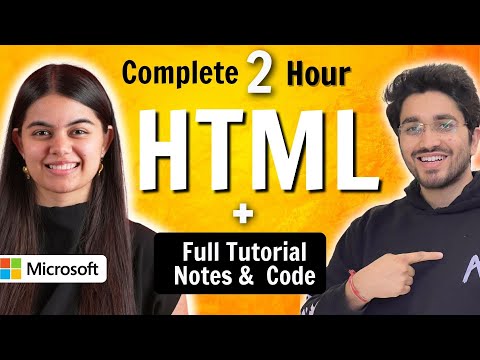 Complete 2 Hour
HTML
+
Full Tutorial
Notes & Code
Microsoft
A